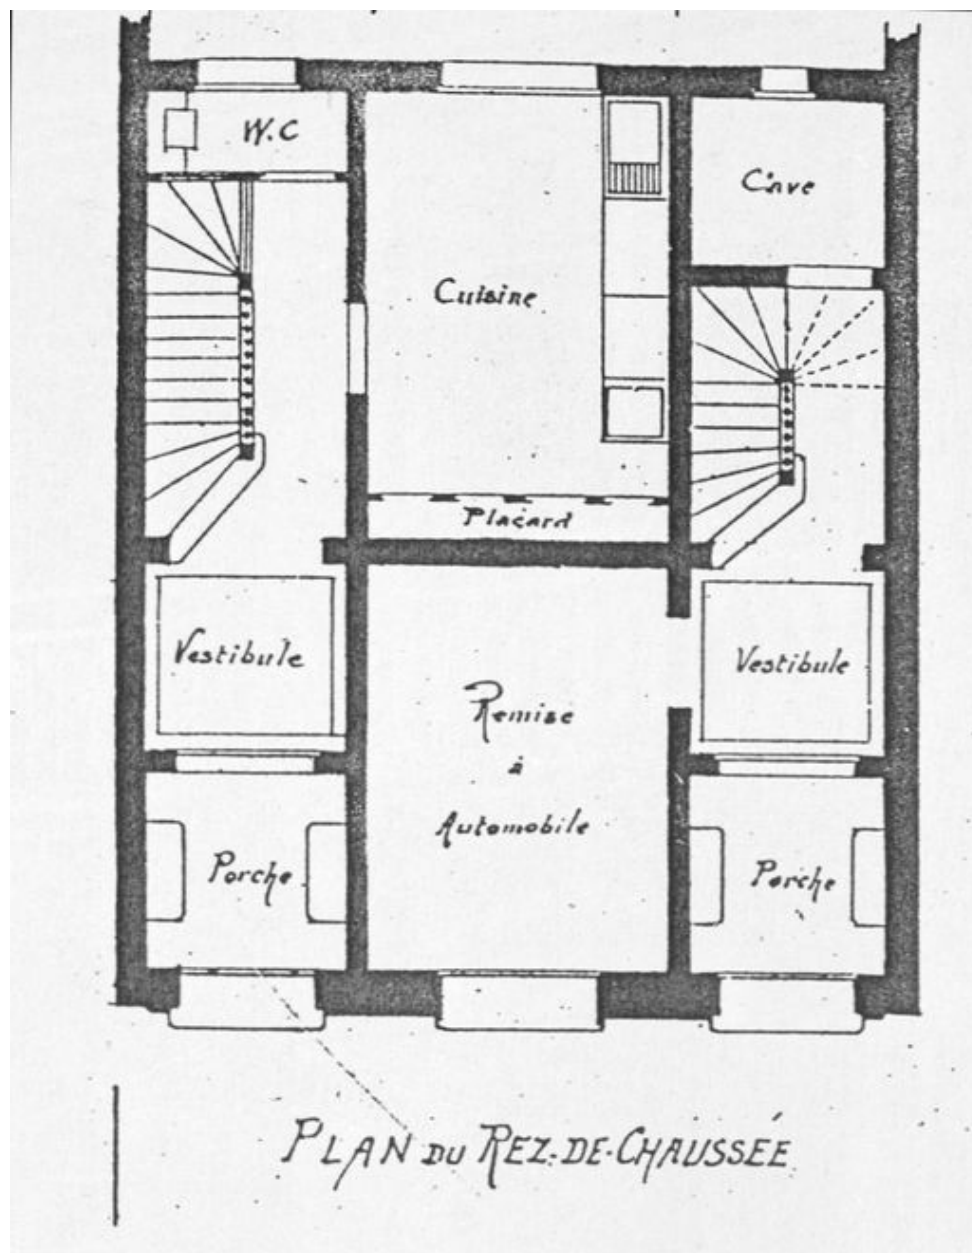 W.C
Cave
Cuisine
Placard
Vestibule
Remise
à
Automobile
Vestibule
Porche
Porche
PLAN DU REZ-DE-CHAUSSÉE